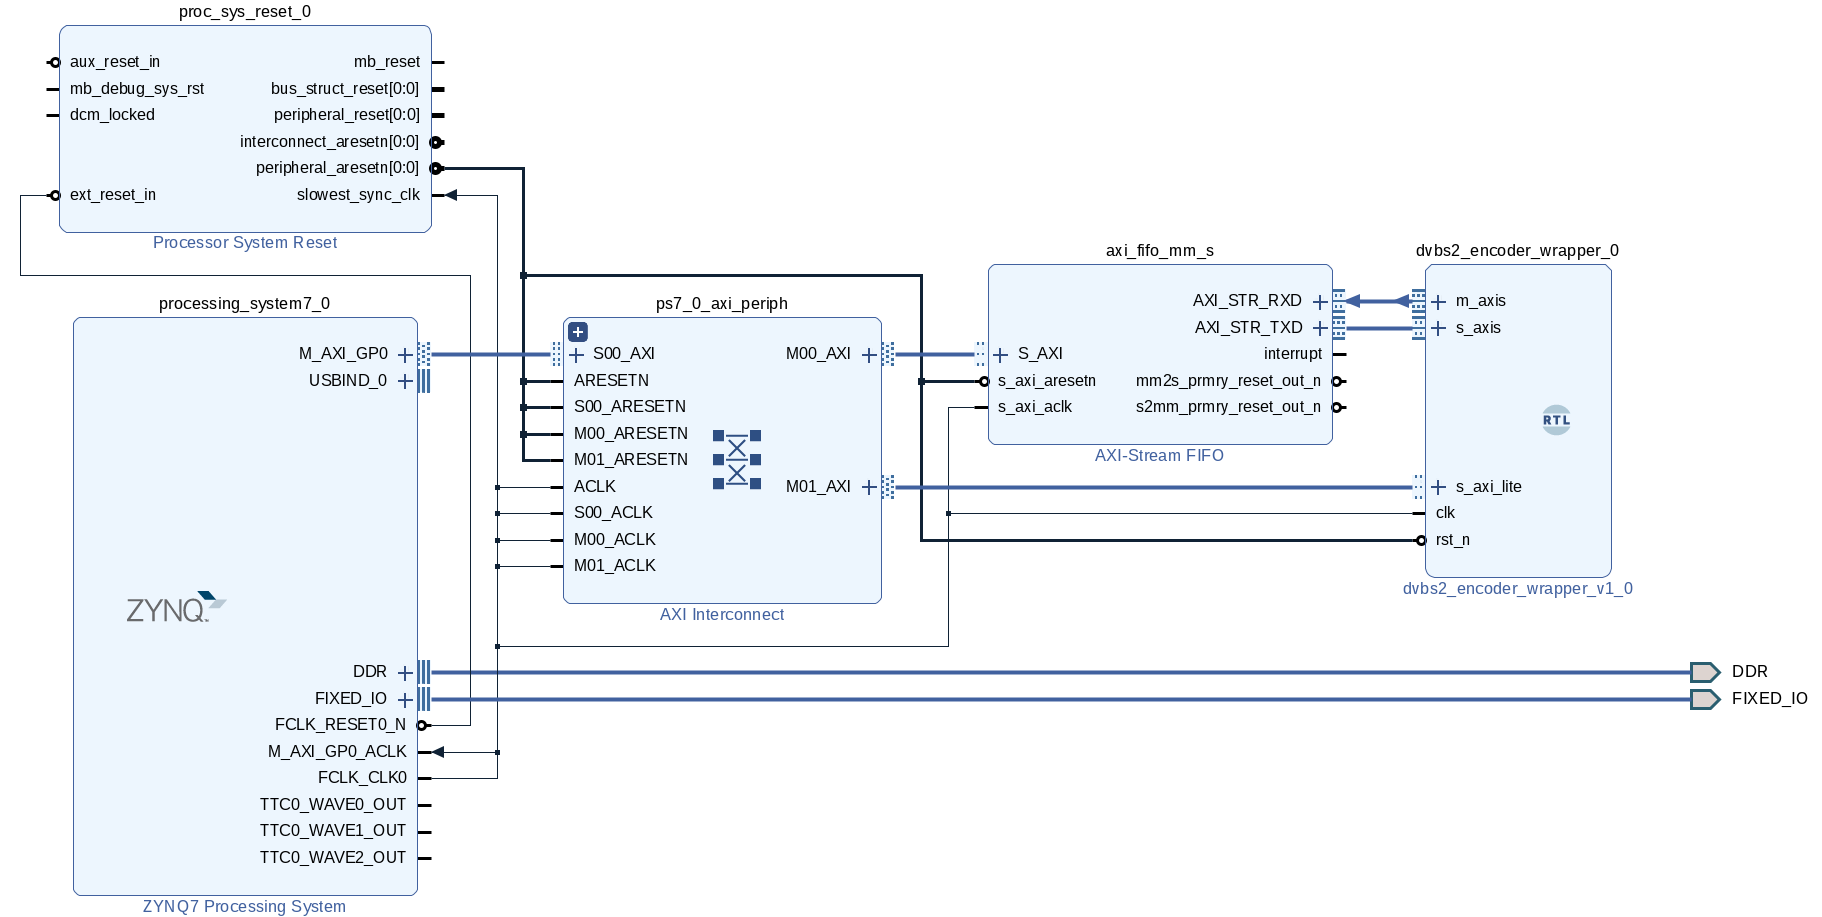 proc_sys_reset_0
aux_reset_in
mb_debug_sys_rst
dcm_locked
ext_reset_in
mb_reset
bus_struct_reset[0:0]
peripheral_reset[0:0]
interconnect_aresetn[0:0]
peripheral_aresetn[0:0]
slowest_sync_clk
Processor System Reset
processing_system7_0
M_AXI_GP0
USBIND_0
ZYNQ™
DDR
FIXED_IO
FCLK_RESET0_N
M_AXI_GP0_ACLK
FCLK_CLK0
TTC0_WAVE0_OUT
TTC0_WAVE1_OUT
TTC0_WAVE2_OUT
ZYNQ7 Processing System
ps7_0_axi_periph
S00_AXI
ARESETN
S00_ARESETN
M00_ARESETN
M01_ARESETN
ACLK
S00_ACLK
M00_ACLK
M01_ACLK
M00_AXI
M01_AXI
AXI Interconnect
axi_fifo_mm_s
S_AXI
s_axi_aresetn
s_axi_aclk
AXI_STR_RXD
AXI_STR_TXD
interrupt
mm2s_prmry_reset_out_n
s2mm_prmry_reset_out_n
AXI-Stream FIFO
dvbs2_encoder_wrapper_0
m_axis
s_axis
RTL
s_axi_lite
clk
rst_n
dvbs2_encoder_wrapper_v1_0
DDR
FIXED_IO